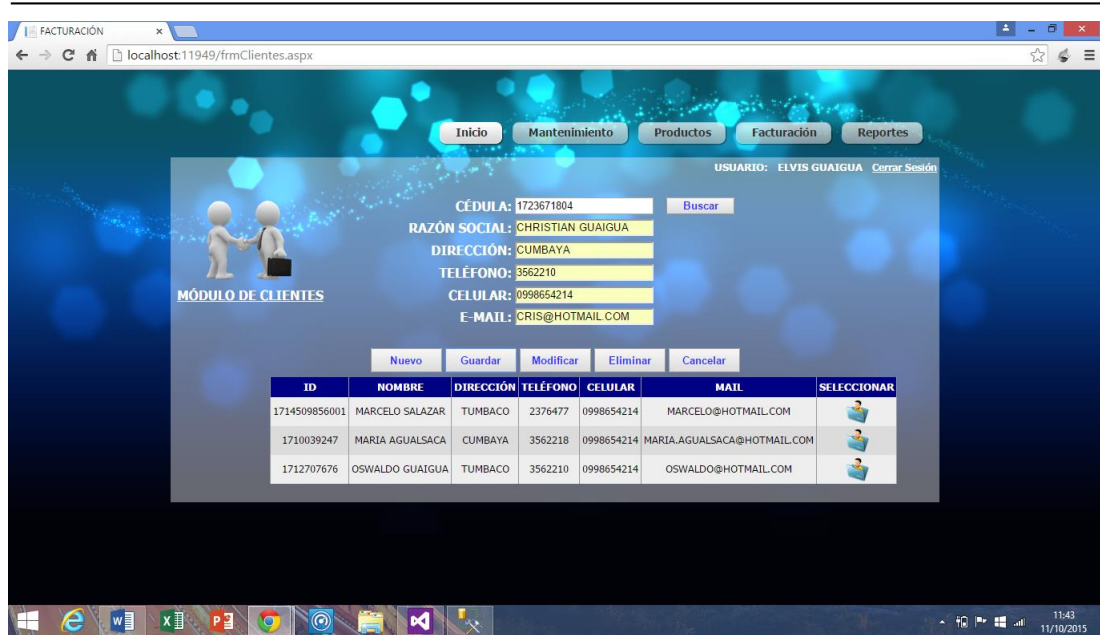 FACTURACIÓN
localhost:11949/frmClientes.aspx
Inicio Mantenimiento Productos Facturación Reportes
USUARIO: ELVIS GUAIGUA Cerrar Sesión
CÉDULA: 1723671804 Buscar
RAZÓN SOCIAL: CHRISTIAN GUAIGUA
DIRECCIÓN: CUMBAYA
TELÉFONO: 3562210
MÓDULO DE CLIENTES
CELULAR: 0998654214
E-MAIL: CRIS@HOTMAIL.COM
Nuevo Guardar Modificar Eliminar Cancelar
ID NOMBRE DIRECCIÓN TELÉFONO CELULAR MAIL SELECCIONAR
1714509856001 MARCELO SALAZAR TUMBACO 2376477 0998654214 MARCELO@HOTMAIL.COM
1710039247 MARIA AGUALSACA CUMBAYA 3562218 0998654214 MARIA.AGUALSACA@HOTMAIL.COM
1712707676 OSWALDO GUAIGUA TUMBACO 3562210 0998654214 OSWALDO@HOTMAIL.COM
11:43
11/10/2015